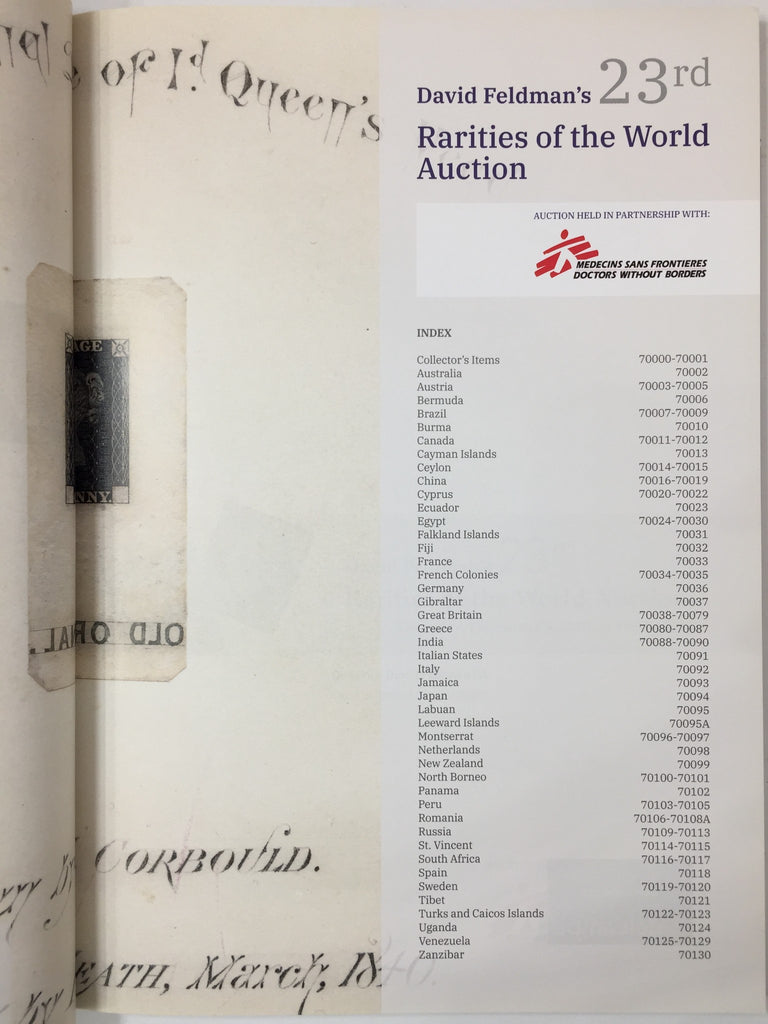 of 1.d Queen's
AGE
NNY.
OLD OR
CORBOULD.
HEATH, March, 1840.
David Feldman's 23rd
Rarities of the World
Auction
AUCTION HELD IN PARTNERSHIP WITH:
MEDECINS SANS FRONTIERES
DOCTORS WITHOUT BORDERS
INDEX
Collector's Items 70000-70001
Australia 70002
Austria 70003-70005
Bermuda 70006
Brazil 70007-70009
Burma 70010
Canada 70011-70012
Cayman Islands 70013
Ceylon 70014-70015
China 70016-70019
Cyprus 70020-70022
Ecuador 70023
Egypt 70024-70030
Falkland Islands 70031
Fiji 70032
France 70033
French Colonies 70034-70035
Germany 70036
Gibraltar 70037
Great Britain 70038-70079
Greece 70080-70087
India 70088-70090
Italian States 70091
Italy 70092
Jamaica 70093
Japan 70094
Labuan 70095
Leeward Islands 70095A
Montserrat 70096-70097
Netherlands 70098
New Zealand 70099
North Borneo 70100-70101
Panama 70102
Peru 70103-70105
Romania 70106-70108A
Russia 70109-70113
St. Vincent 70114-70115
South Africa 70116-70117
Spain 70118
Sweden 70119-70120
Tibet 70121
Turks and Caicos Islands 70122-70123
Uganda 70124
Venezuela 70125-70129
Zanzibar 70130